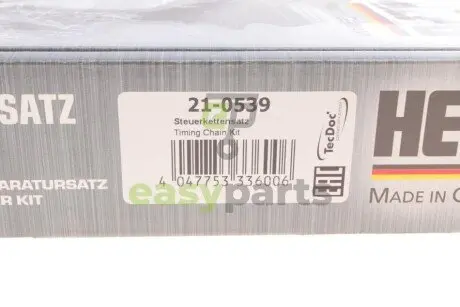 SATZ
ARATURSATZ
R KIT
21-0539
Steuerkettensatz
Timing Chain Kit
4 047753 336006
TecDoc
EAC
HE
MADE IN G
easyparts